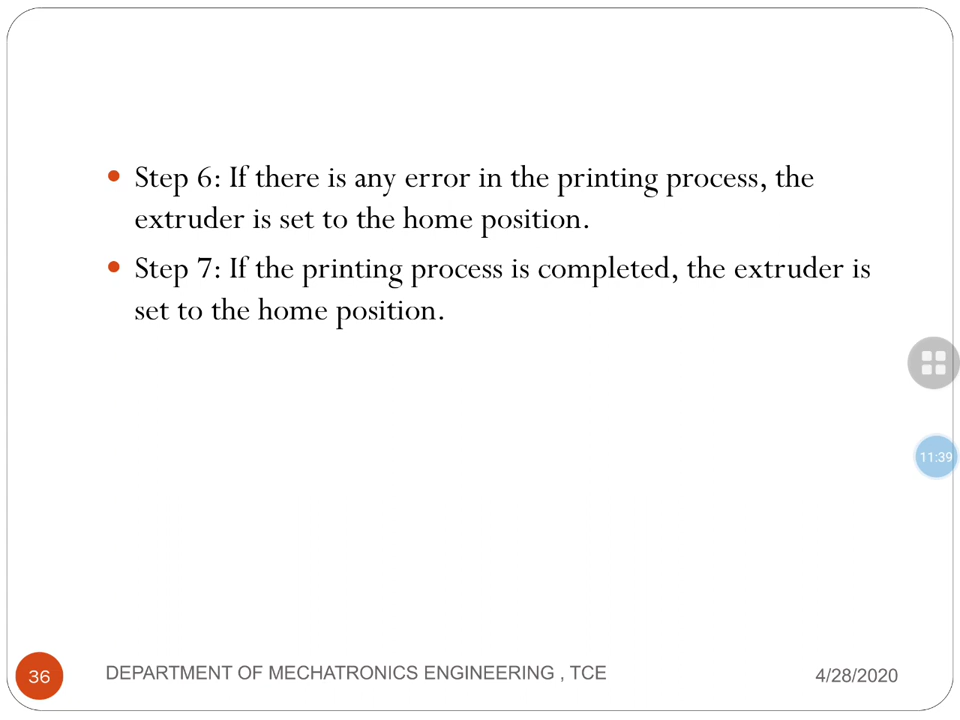 Step 6: If there is any error in the printing process, the
extruder is set to the home position.
Step 7: If the printing process is completed, the extruder is
set to the home position.
11:39
36
DEPARTMENT OF MECHATRONICS ENGINEERING , TCE
4/28/2020